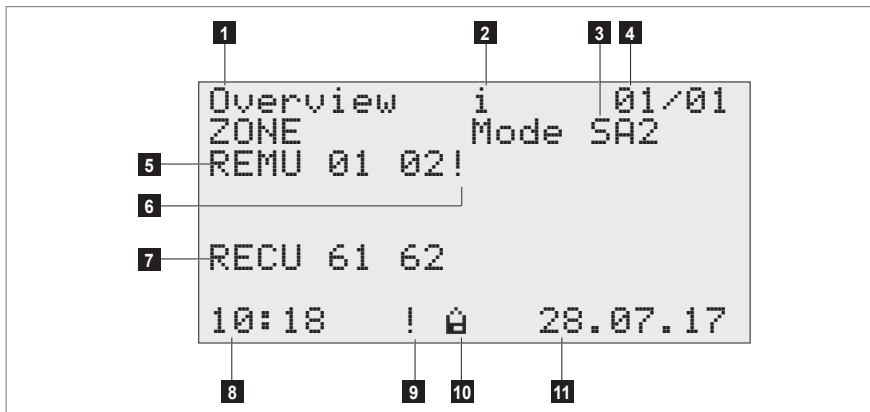 1 2 3 4
Overview i 01/01
ZONE Mode SA2
5 REMU 01 02!
6
7 RECU 61 62
10:18 ! 28.07.17
8 9 10 11